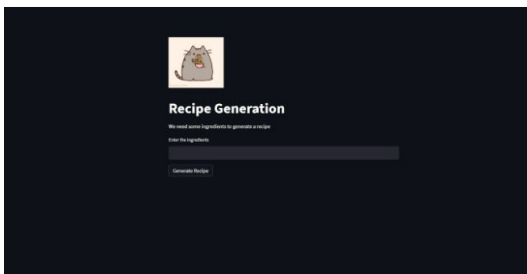 Recipe Generation
We need some ingredients to generate a recipe
Enter the ingredients
Generate Recipe